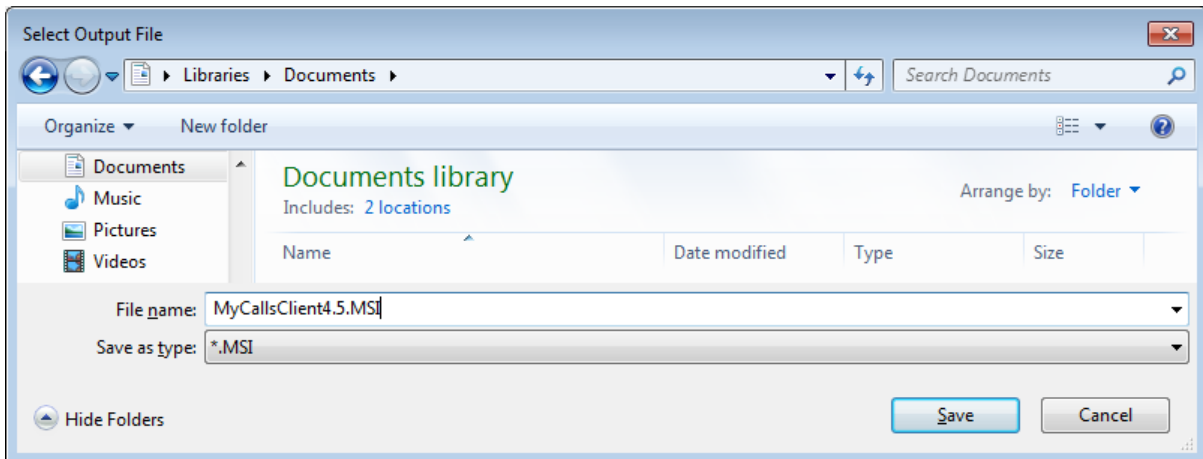 Select Output File
Libraries Documents Search Documents
Organize New folder
Documents
Music
Pictures
Videos
Documents library
Includes: 2 locations
Arrange by: Folder
Name Date modified Type Size
File name: MyCallsClient4.5.MSI
Save as type: *.MSI
Hide Folders Save Cancel